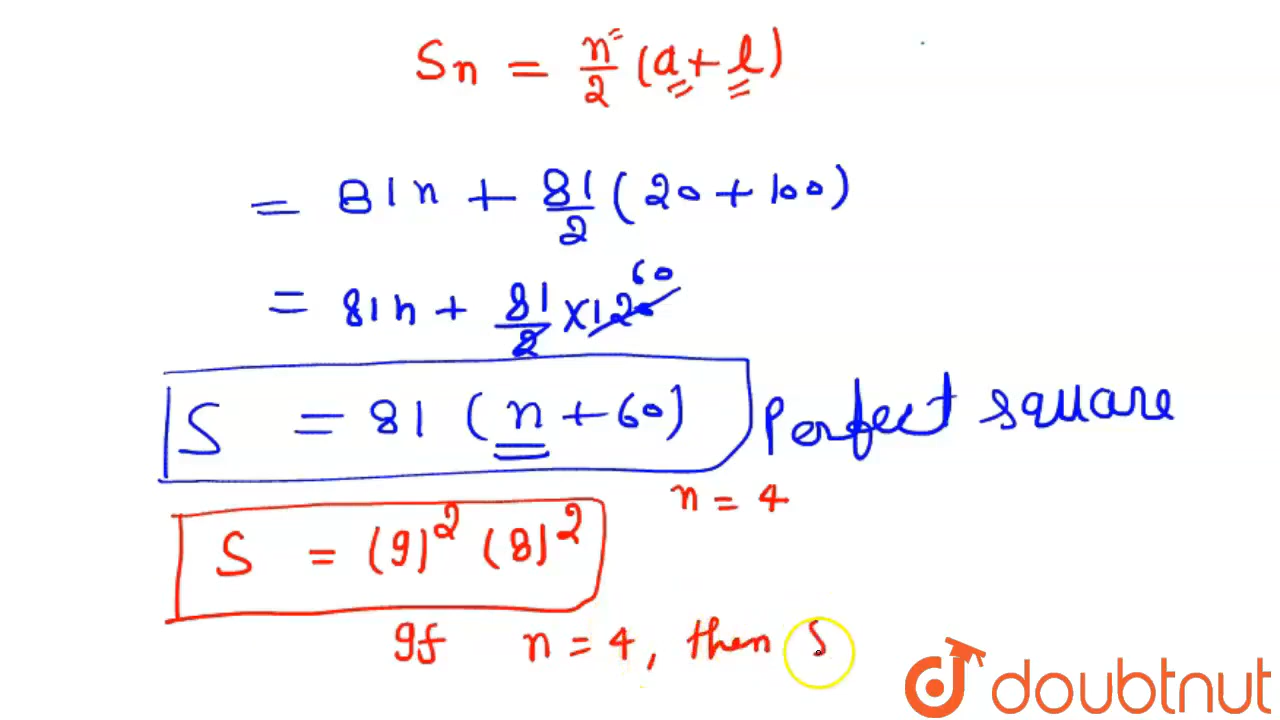 Sn = n/2 (a + l)
= 81n + 81/2 (20 + 100)
= 81n + 81/2 × 120 60
S = 81 (n + 60) Perfect square
n = 4
S = (9)² (8)²
If n = 4, then S
doubtnut